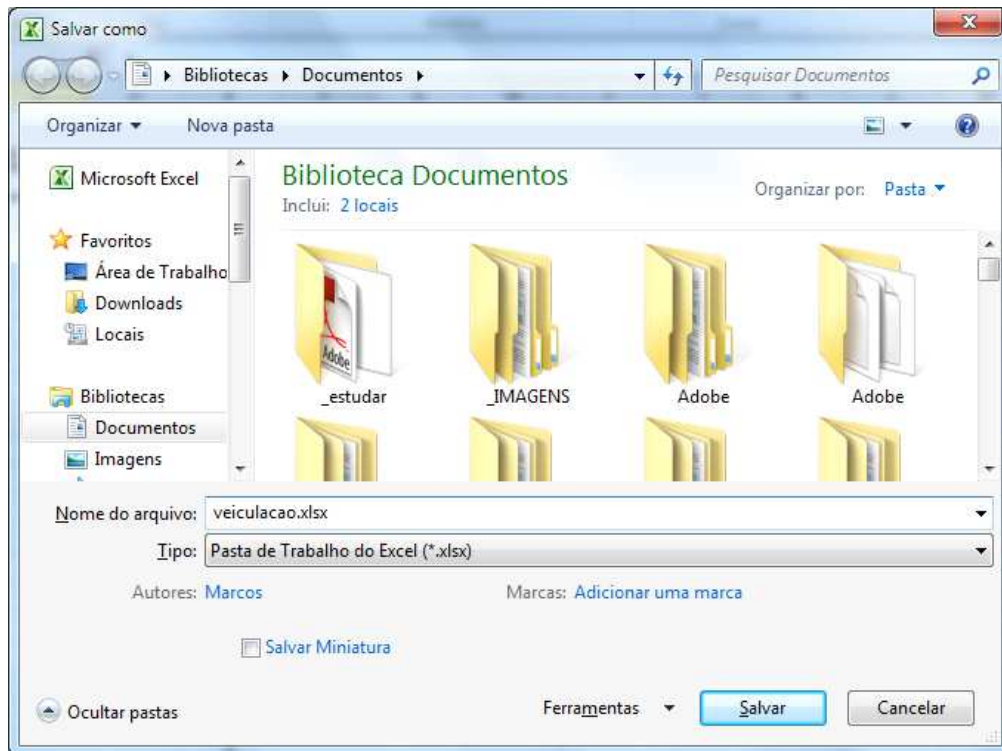 Salvar como
Bibliotecas Documentos
Pesquisar Documentos
Organizar Nova pasta
Microsoft Excel
Favoritos
Área de Trabalho
Downloads
Locais
Bibliotecas
Documentos
Imagens
Biblioteca Documentos
Inclui: 2 locais
Organizar por: Pasta
Adobe
_estudar _IMAGENS Adobe Adobe
Nome do arquivo: veiculacao.xlsx
Tipo: Pasta de Trabalho do Excel (*.xlsx)
Autores: Marcos Marcas: Adicionar uma marca
Salvar Miniatura
Ocultar pastas Ferramentas Salvar Cancelar